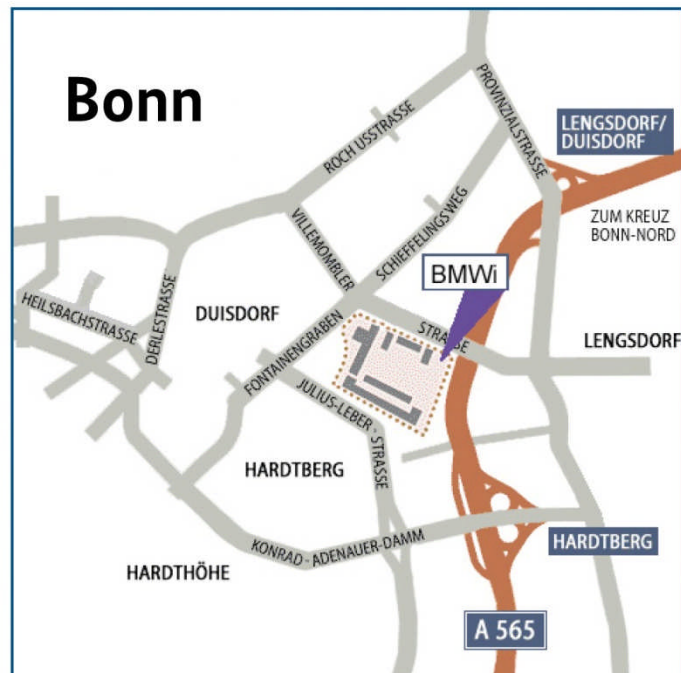 Bonn
ROCH USSTRASSE
PROVINZIALSTRASSE
LENGSDORF/
DUISDORF
ZUM KREUZ
BONN-NORD
VILLEMOMBLER
SCHIEFFELINGSWEG
BMWi
HEILSBACHSTRASSE
DERLESTRASSE
DUISDORF
FONTAINENGRABEN
STRASSE
LENGSDORF
JULIUS-LEBER-STRASSE
HARDTBERG
KONRAD-ADENAUER-DAMM
HARDTBERG
HARDTHÖHE
A 565